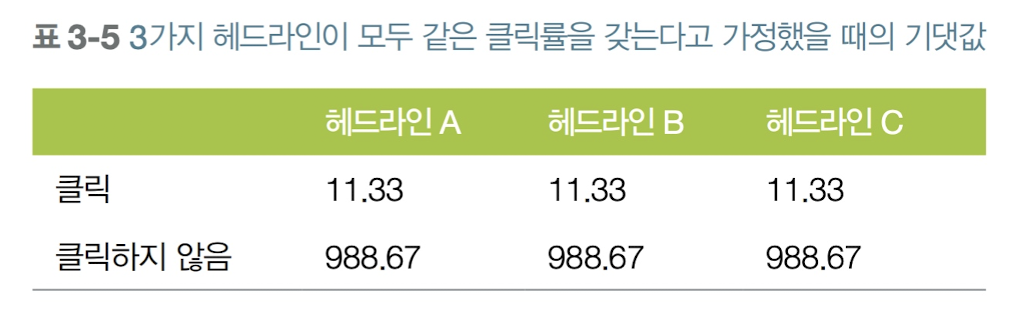 표 3-5 3가지 헤드라인이 모두 같은 클릭률을 갖는다고 가정했을 때의 기댓값
헤드라인 A 헤드라인 B 헤드라인 C
클릭 11.33 11.33 11.33
클릭하지 않음 988.67 988.67 988.67